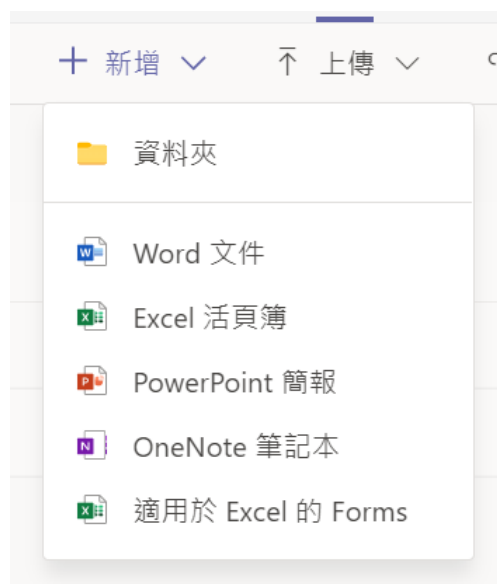 新增
上傳
資料夾
Word 文件
Excel 活頁簿
PowerPoint 簡報
OneNote 筆記本
適用於 Excel 的 Forms